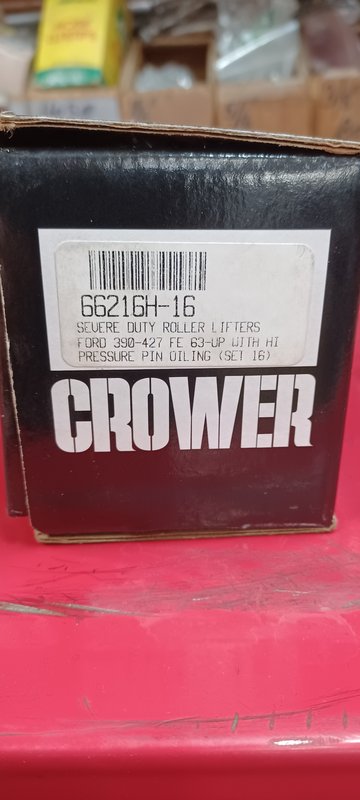 66216H-16
SEVERE DUTY ROLLER LIFTERS
FORD 390-427 FE 63-UP WITH HI
PRESSURE PIN OILING (SET 16)
CROWER